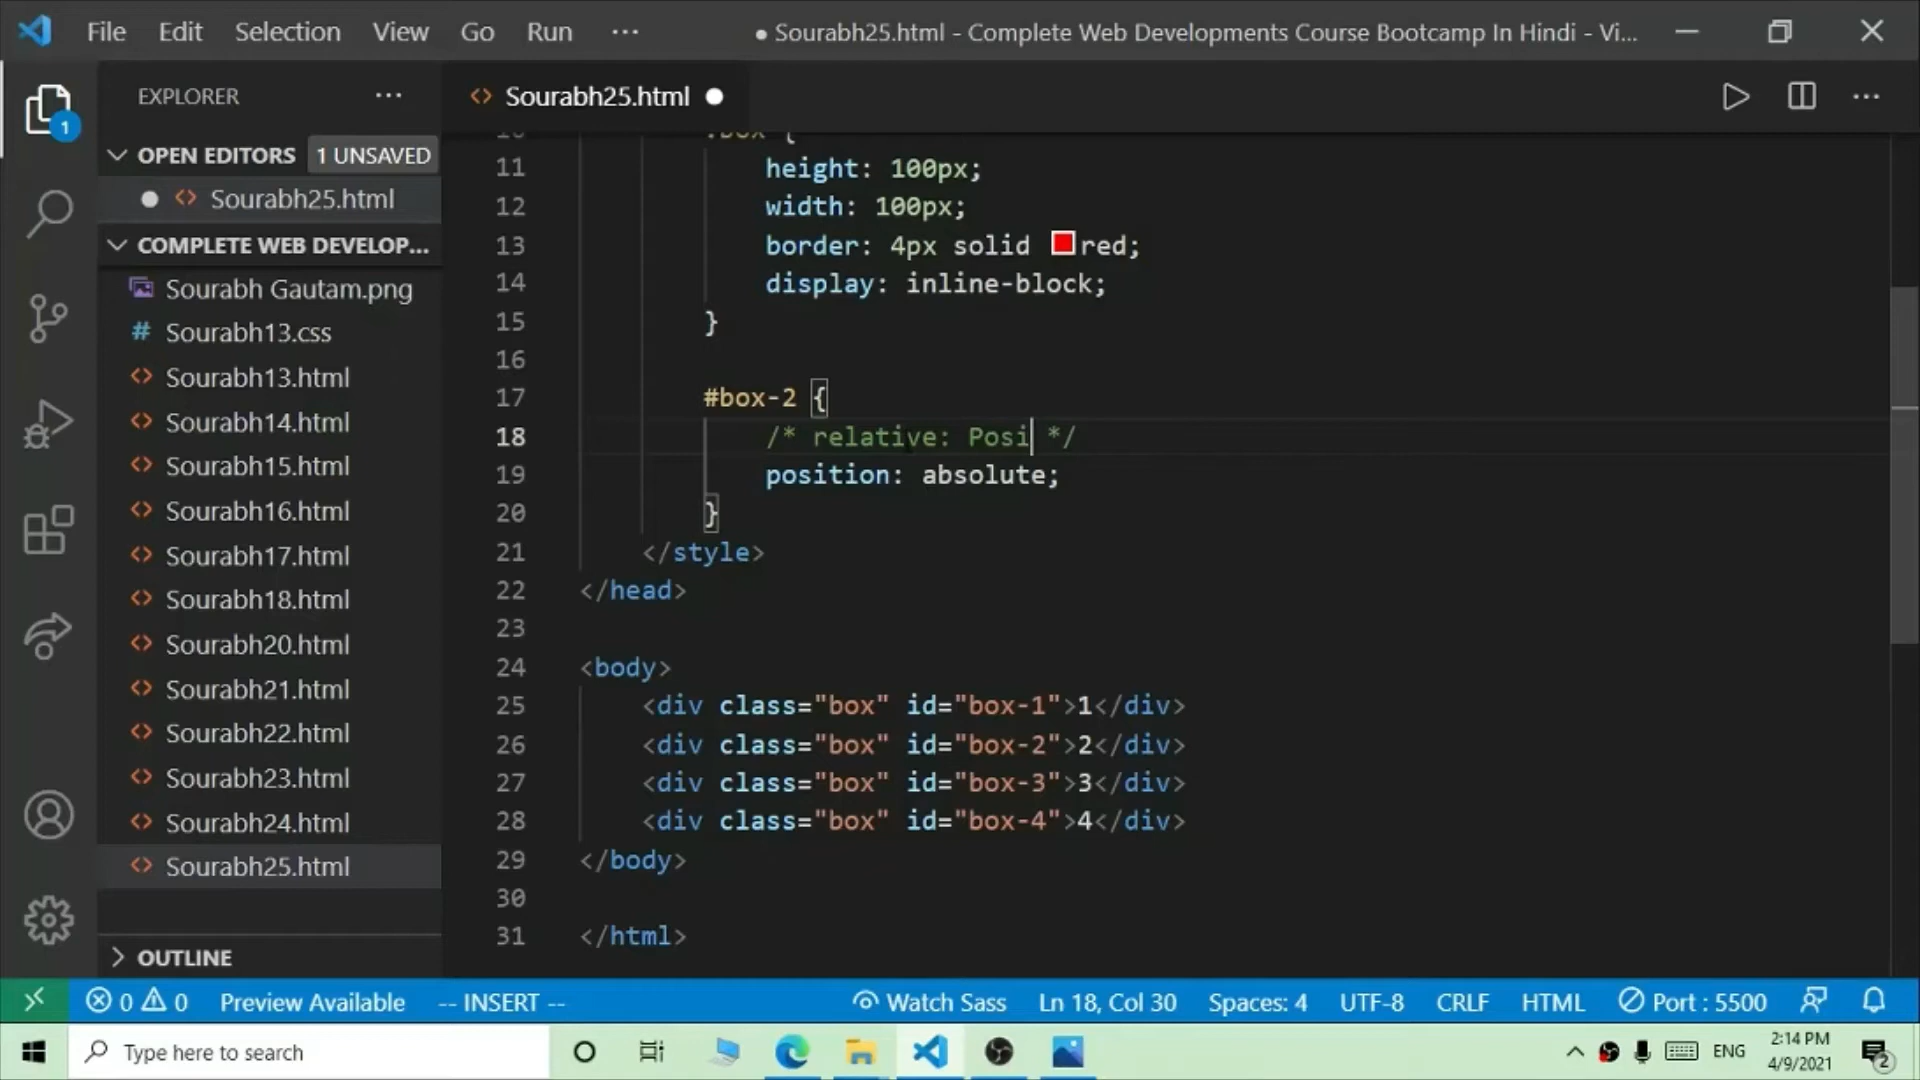 File Edit Selection View Go Run ··· ● Sourabh25.html - Complete Web Developments Course Bootcamp In Hindi - Vi...
EXPLORER ···
1
OPEN EDITORS 1 UNSAVED
Sourabh25.html
COMPLETE WEB DEVELOP...
Sourabh Gautam.png
# Sourabh13.css
<> Sourabh13.html
<> Sourabh14.html
<> Sourabh15.html
<> Sourabh16.html
<> Sourabh17.html
<> Sourabh18.html
<> Sourabh20.html
<> Sourabh21.html
<> Sourabh22.html
<> Sourabh23.html
<> Sourabh24.html
<> Sourabh25.html
OUTLINE
<> Sourabh25.html ●
10 .box {
11 height: 100px;
12 width: 100px;
13 border: 4px solid red;
14 display: inline-block;
15 }
16
17 #box-2 {
18 /* relative: Posi */
19 position: absolute;
20 }
21 </style>
22 </head>
23
24 <body>
25 <div class="box" id="box-1">1</div>
26 <div class="box" id="box-2">2</div>
27 <div class="box" id="box-3">3</div>
28 <div class="box" id="box-4">4</div>
29 </body>
30
31 </html>
0 0 Preview Available -- INSERT -- Watch Sass Ln 18, Col 30 Spaces: 4 UTF-8 CRLF HTML Port : 5500
Type here to search
ENG
2:14 PM
4/9/2021
2